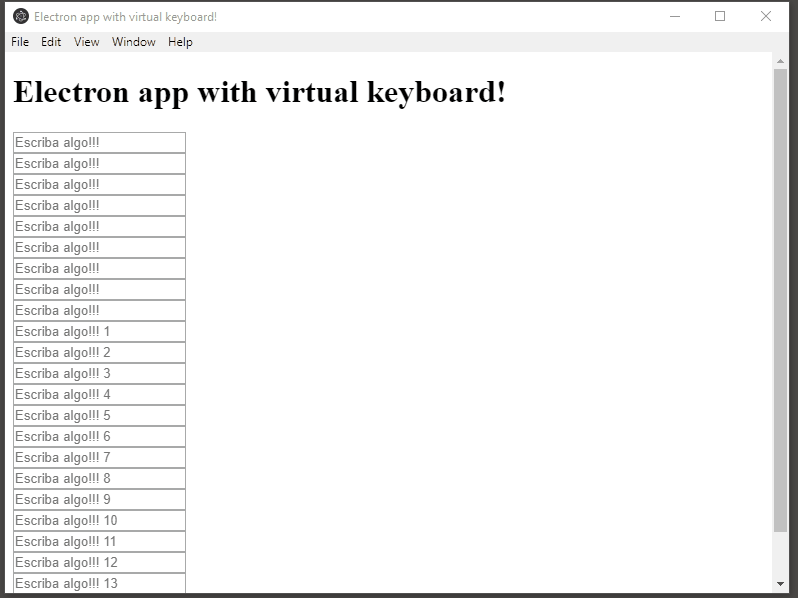 Electron app with virtual keyboard!
File Edit View Window Help
Electron app with virtual keyboard!
Escriba algo!!!
Escriba algo!!!
Escriba algo!!!
Escriba algo!!!
Escriba algo!!!
Escriba algo!!!
Escriba algo!!!
Escriba algo!!!
Escriba algo!!!
Escriba algo!!! 1
Escriba algo!!! 2
Escriba algo!!! 3
Escriba algo!!! 4
Escriba algo!!! 5
Escriba algo!!! 6
Escriba algo!!! 7
Escriba algo!!! 8
Escriba algo!!! 9
Escriba algo!!! 10
Escriba algo!!! 11
Escriba algo!!! 12
Escriba algo!!! 13